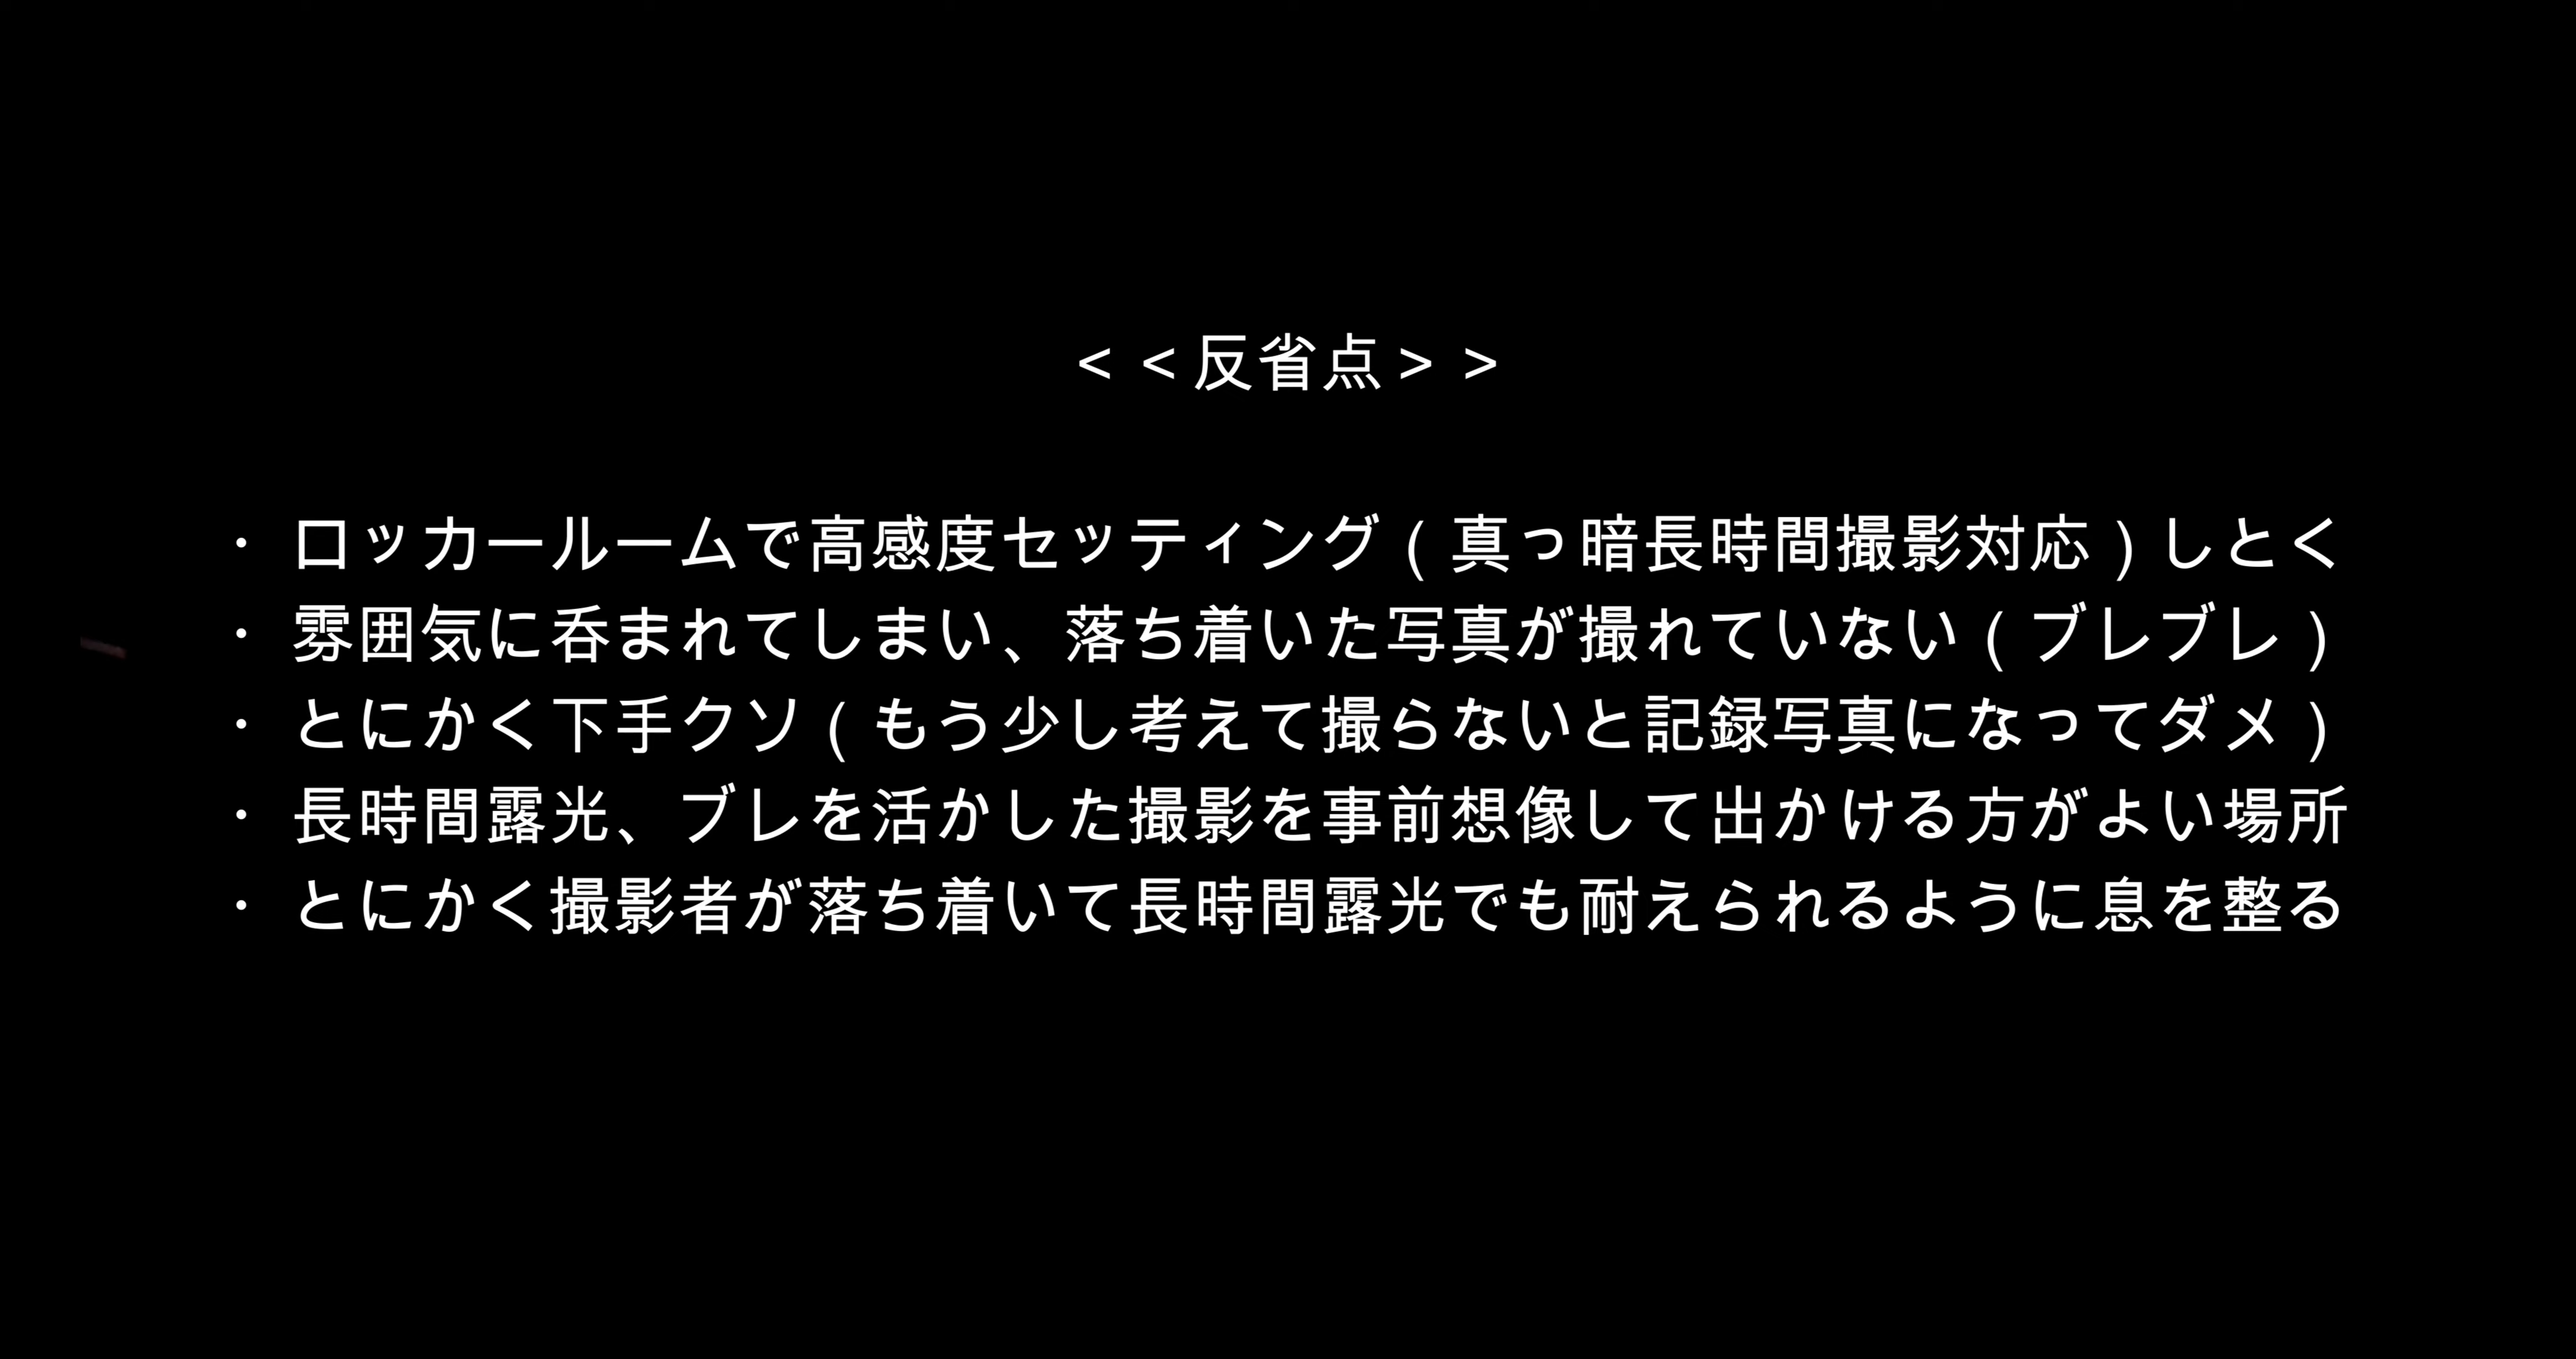 ＜＜反省点＞＞
・ロッカールームで高感度セッティング（真っ暗長時間撮影対応）しとく
・雰囲気に呑まれてしまい、落ち着いた写真が撮れていない（ブレブレ）
・とにかく下手クソ（もう少し考えて撮らないと記録写真になってダメ）
・長時間露光、ブレを活かした撮影を事前想像して出かける方がよい場所
・とにかく撮影者が落ち着いて長時間露光でも耐えられるように息を整る